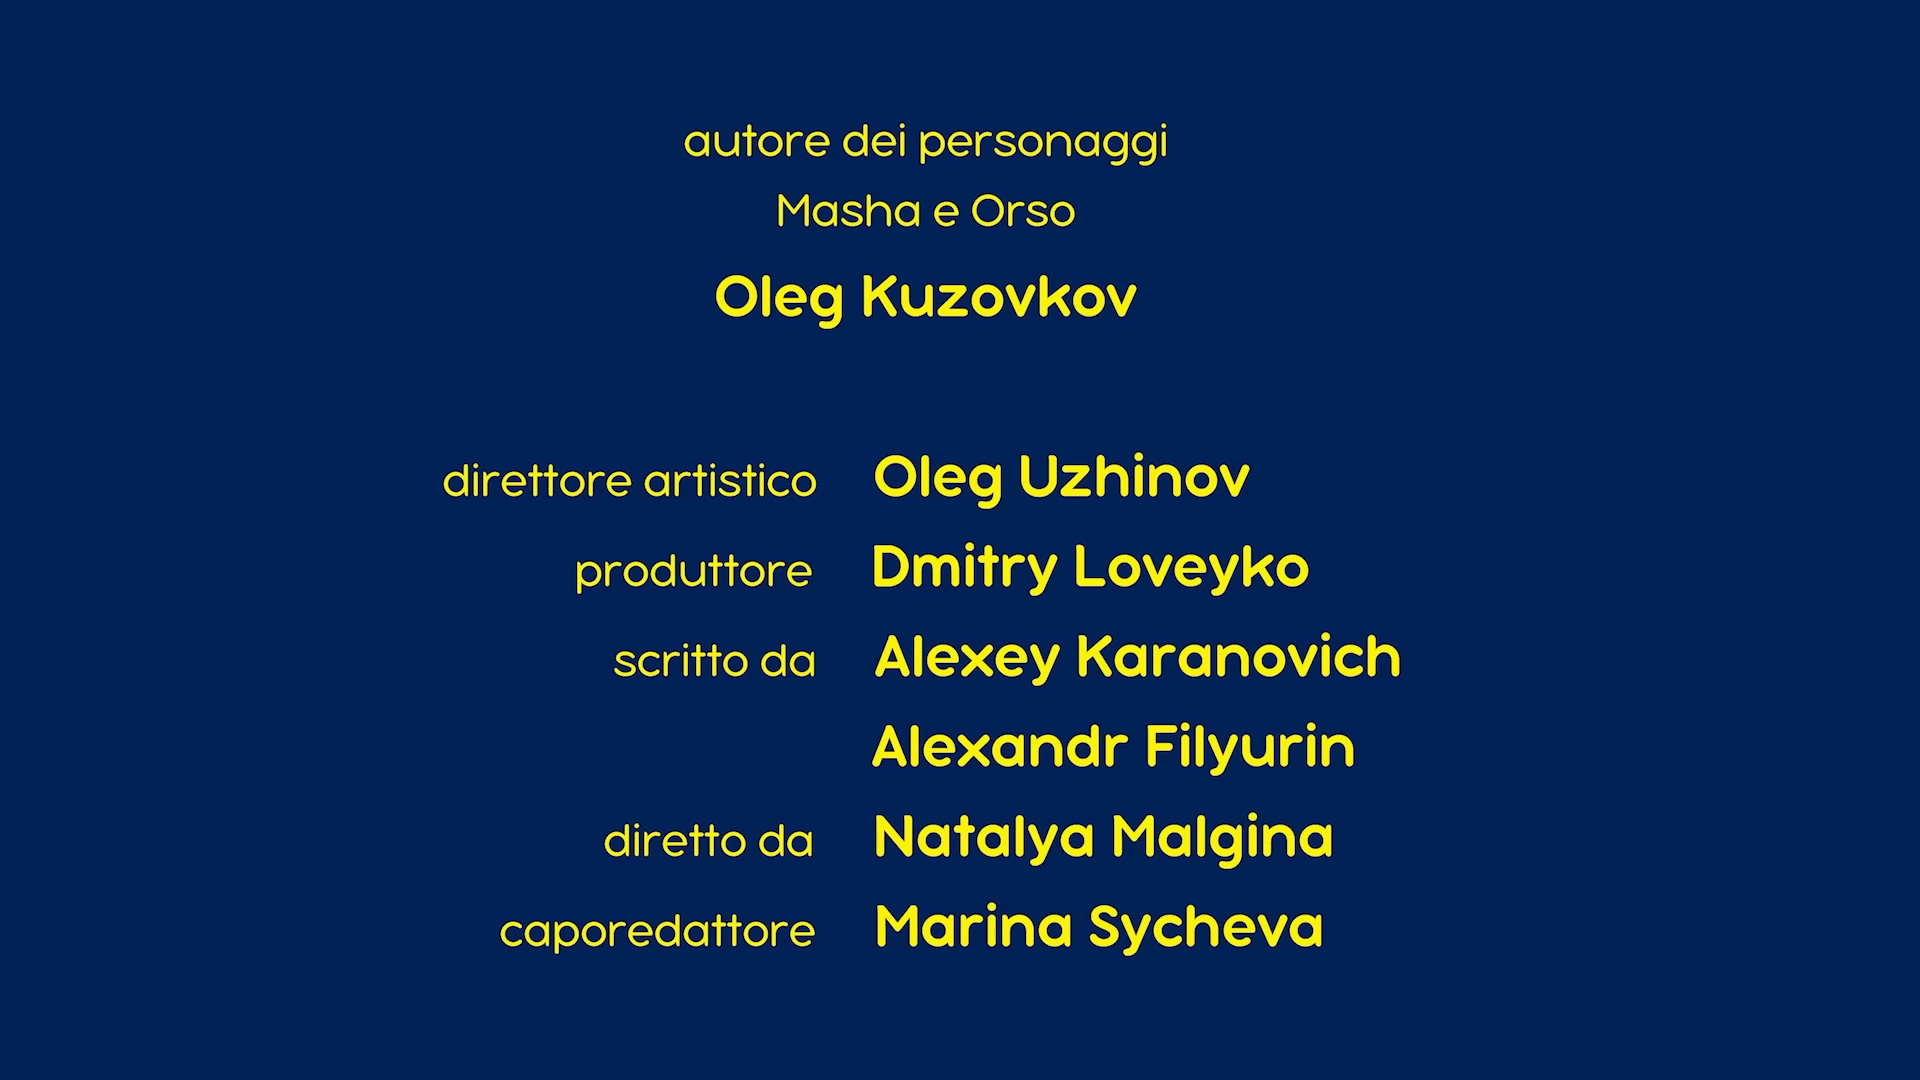 autore dei personaggi
Masha e Orso
Oleg Kuzovkov
direttore artistico Oleg Uzhinov
produttore Dmitry Loveyko
scritto da Alexey Karanovich
Alexandr Filyurin
diretto da Natalya Malgina
caporedattore Marina Sycheva